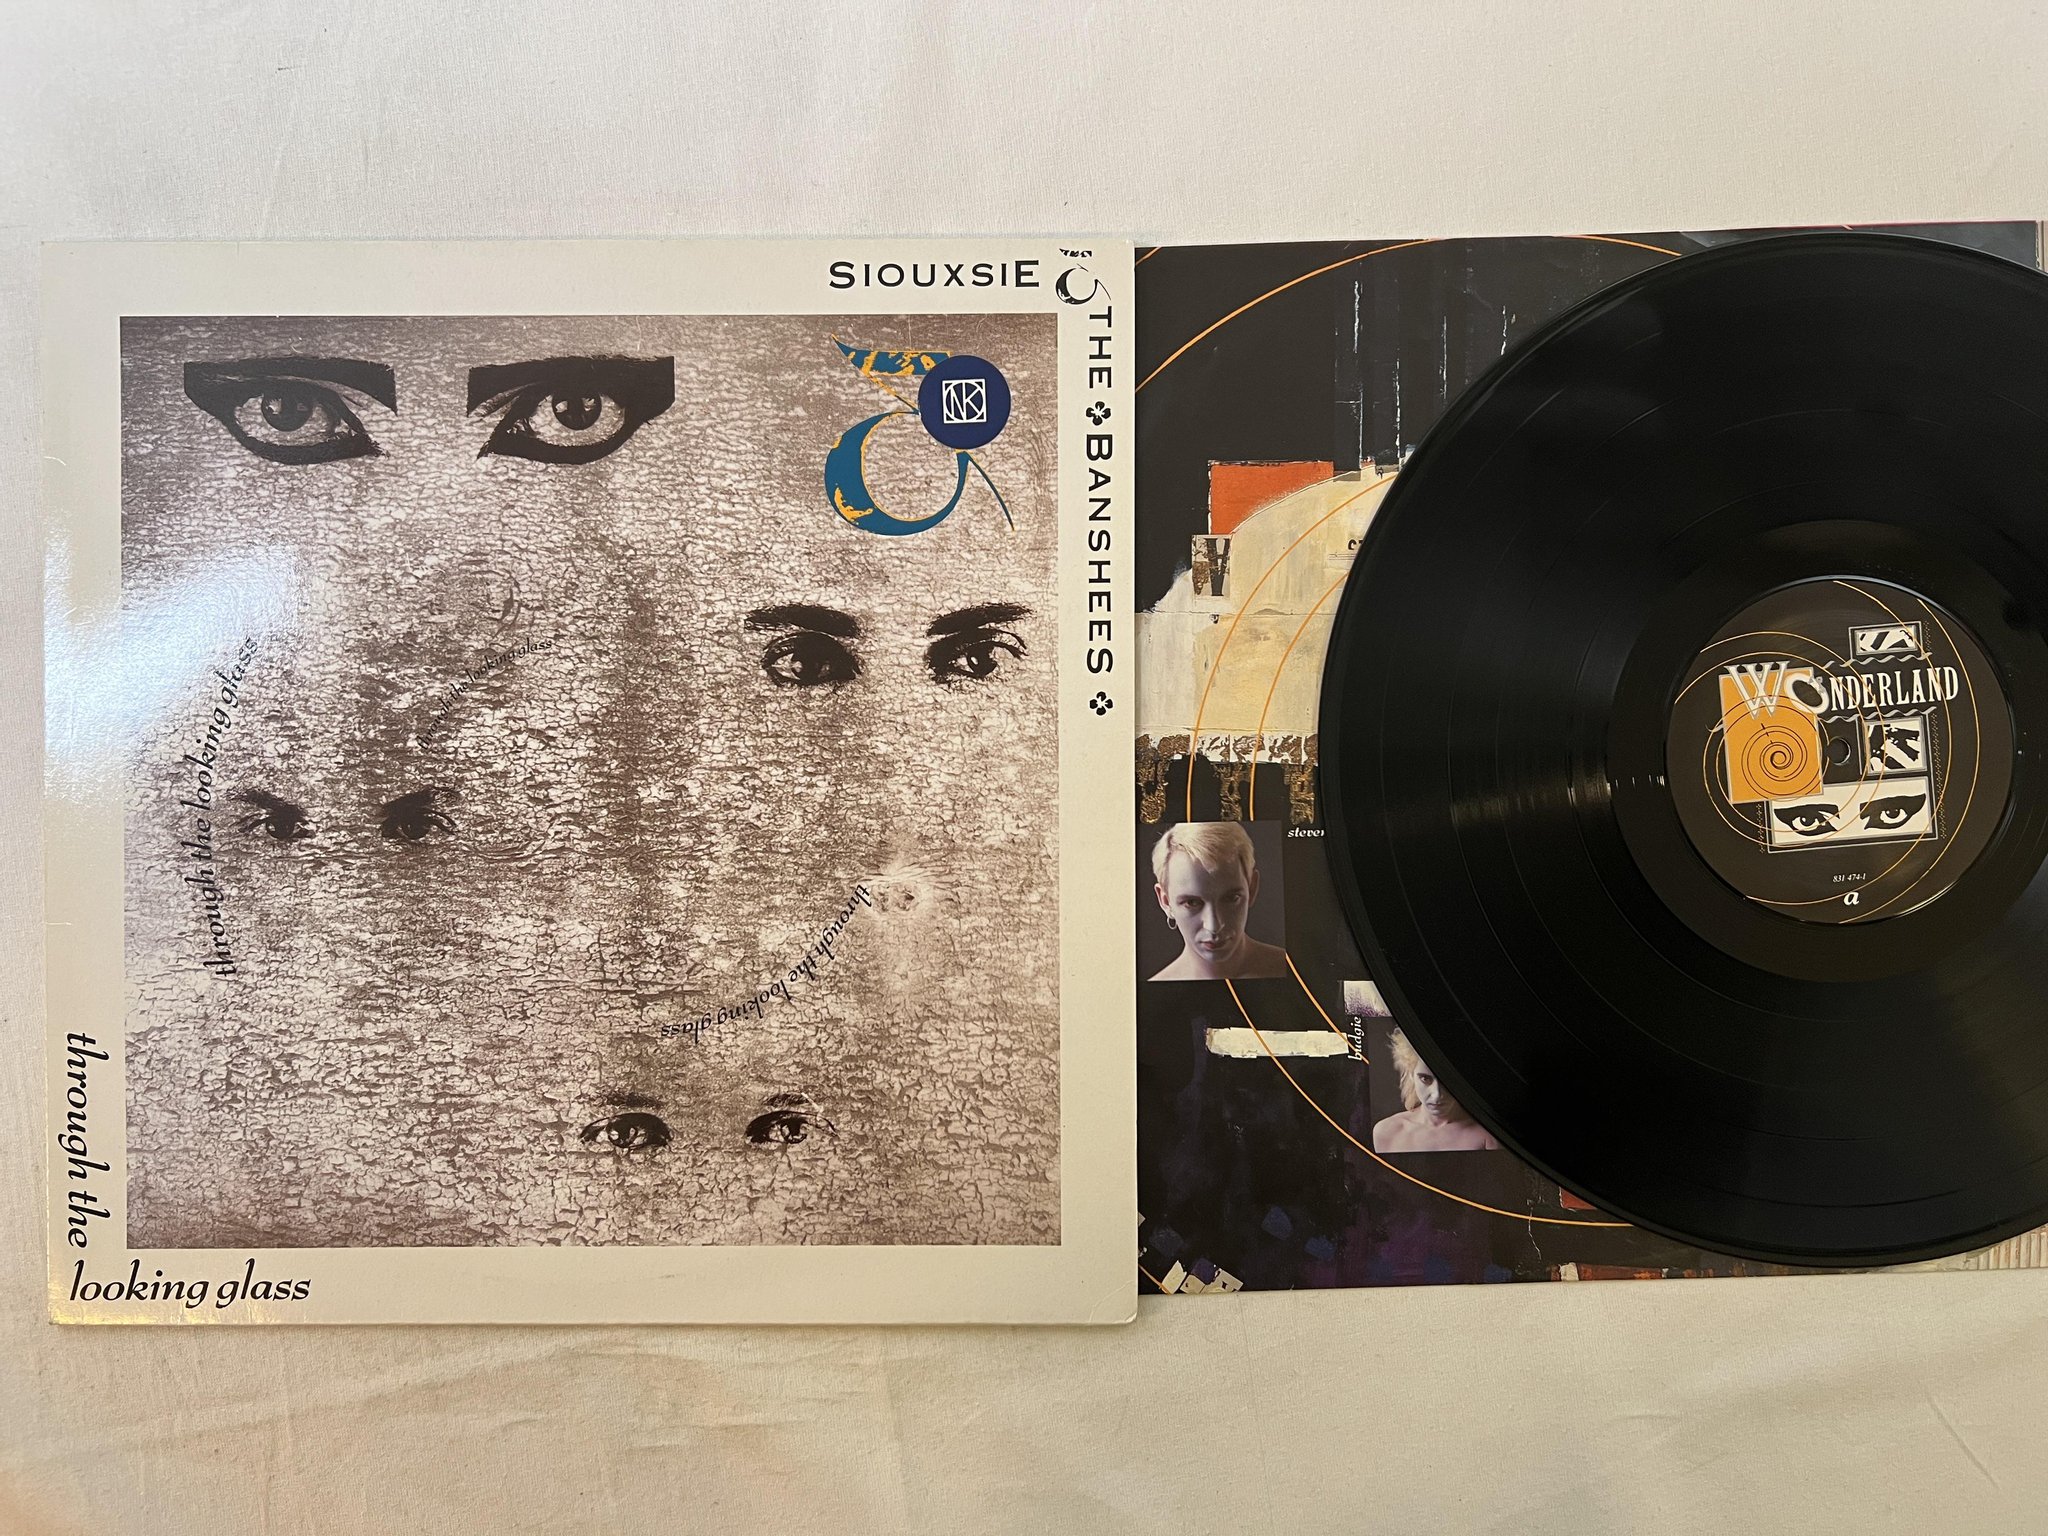 SIOUXSIE
& THE BANSHEES
NK
through the looking glass
through the looking glass
through the looking glass
through the
looking glass
steven
budgie
WONDERLAND
831 474-1
a